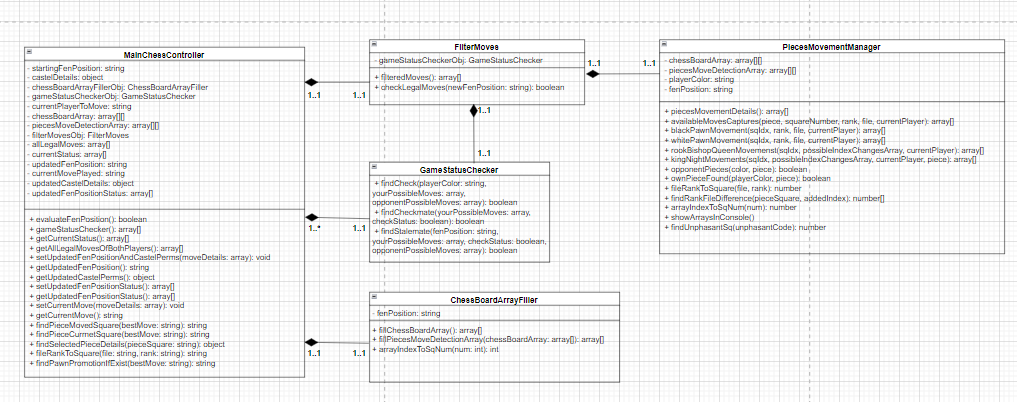 MainChessController
- startingFenPosition: string
- castelDetails: object
- chessBoardArrayFillerObj: ChessBoardArrayFiller
- gameStatusCheckerObj: GameStatusChecker
- currentPlayerToMove: string
- chessBoardArray: array[][]
- piecesMoveDetectionArray: array[][]
- filterMovesObj: FilterMoves
- allLegalMoves: array[]
- currentStatus: array[]
- updatedFenPosition: string
- currentMovePlayed: string
- updatedCastelDetails: object
- updatedFenPositionStatus: array[]
+ evaluateFenPosition(): boolean
+ gameStatusChecker(): array[]
+ getCurrentStatus(): array[]
+ getAllLegalMovesOfBothPlayers(): array[]
+ setUpdatedFenPositionAndCastelPerms(moveDetails: array): void
+ getUpdatedFenPosition(): string
+ getUpdatedCastelPerms(): object
+ setUpdatedFenPositionStatus(): array[]
+ getUpdatedFenPositionStatus(): array[]
+ setCurrentMove(moveDetails: array): void
+ getCurrentMove(): string
+ findPieceMovedSquare(bestMove: string): string
+ findPieceCurrnetSquare(bestMove: string): string
+ findSelectedPieceDetails(pieceSquare: string): object
+ fileRankToSquare(file: string, rank: string): string
+ findPawnPromotionIfExist(bestMove: string): string
1..1
1..1
1..*
1..1
1..1
1..1
FilterMoves
- gameStatusCheckerObj: GameStatusChecker
+ filteredMoves(): array[]
+ checkLegalMoves(newFenPosition: string): boolean
1..1
1..1
1..1
1..1
GameStatusChecker
+ findCheck(playerColor: string,
yourPossibleMoves: array,
opponentPossibleMoves: array): boolean
+ findCheckmate(yourPossibleMoves: array,
checkStatus: boolean): boolean
+ findStalemate(perMoves: string,
yourPossibleMoves: array, checkStatus: boolean,
opponentPossibleMoves: array): boolean
ChessBoardArrayFiller
- fenPosition: string
+ fillChessBoardArray(): array[]
+ fillPiecesMoveDetectionArray(chessBoardArray: array[]): array[]
+ arrayIndexToSqNum(num: int): int
PiecesMovementManager
- chessBoardArray: array[][]
- piecesMoveDetectionArray: array[][]
- playerColor: string
- fenPosition: string
+ piecesMovementDetails(): array[]
+ availableMovesCaptures(piece, squareNumber, rank, file, currentPlayer): array[]
+ blackPawnMovement(sqIdx, rank, file, currentPlayer): array[]
+ whitePawnMovement(sqIdx, rank, file, currentPlayer): array[]
+ rookBishopQueenMovemenst(sqIdx, possibleIndexChangesArray, currentPlayer): array[]
+ kingNightMovements(sqIdx, possibleIndexChangesArray, currentPlayer, piece): array[]
+ opponentPieces(color, piece): boolean
+ ownPieceFound(playerColor, piece): boolean
+ fileRankToSquare(file, rank): number
+ findRankFileDifference(pieceSquare, addedIndex): number[]
+ arrayIndexToSqNum(num): number
+ showArraysInConsole()
+ findUnphasantSq(unphasantCode): number